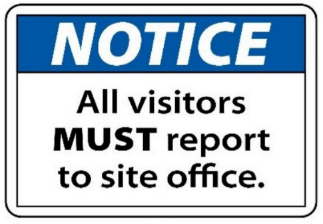 NOTICE
All visitors
MUST report
to site office.